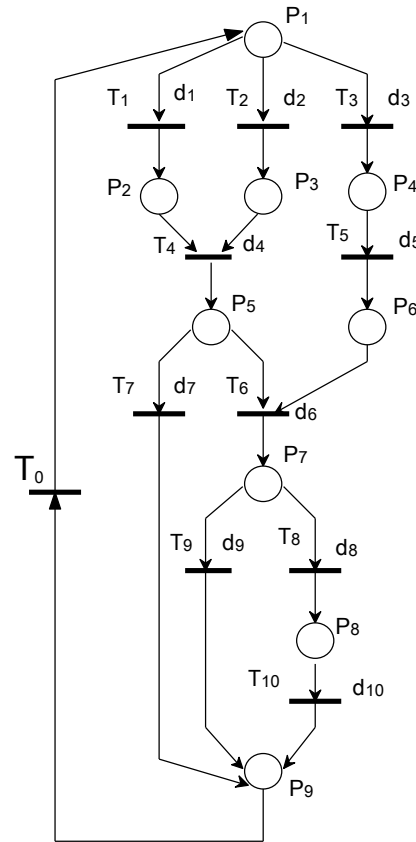 P₁
T₁ d₁ T₂ d₂ T₃ d₃
P₂ P₃ P₄
T₄ d₄ T₅ d₅
P₅ P₆
T₇ d₇ T₆ d₆
P₇
T₀
T₉ d₉ T₈ d₈
P₈
T₁₀ d₁₀
P₉